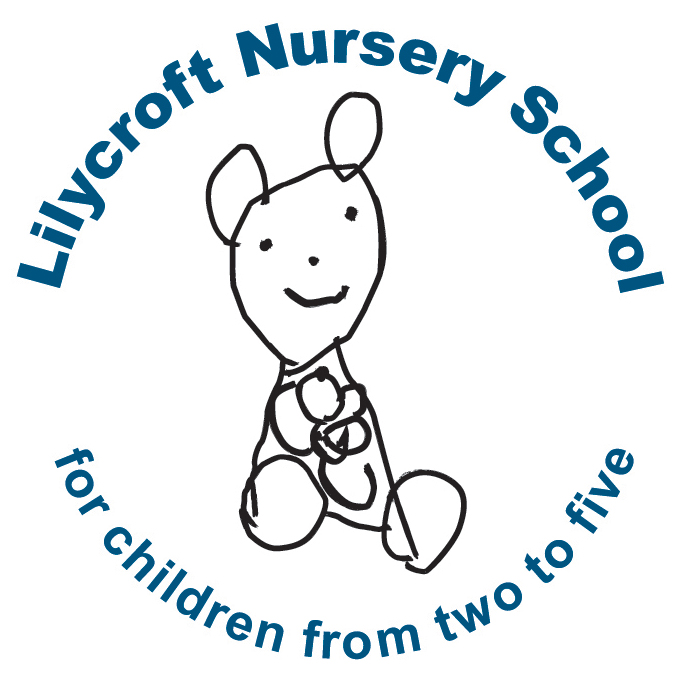 Lilycroft Nursery School
for children from two to five